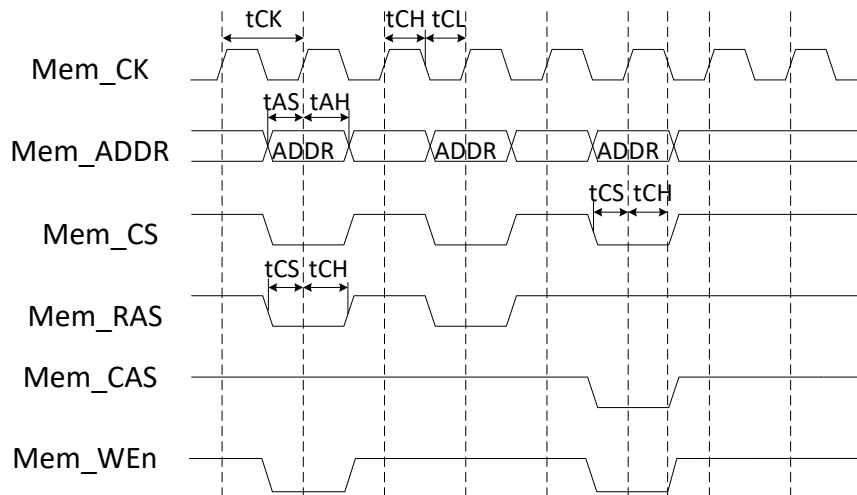 tCK
tCH
tCL
Mem_CK
tAS
tAH
Mem_ADDR
ADDR
ADDR
ADDR
tCS
tCH
Mem_CS
tCS
tCH
Mem_RAS
Mem_CAS
Mem_WEn